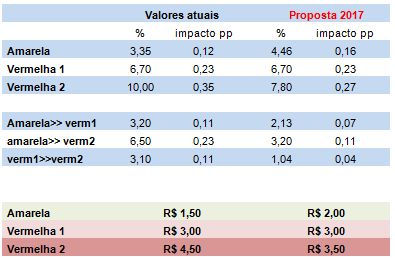 Valores atuais Proposta 2017
% impacto pp % impacto pp
Amarela 3,35 0,12 4,46 0,16
Vermelha 1 6,70 0,23 6,70 0,23
Vermelha 2 10,00 0,35 7,80 0,27
Amarela>> verm1 3,20 0,11 2,13 0,07
amarela>> verm2 6,50 0,23 3,20 0,11
verm1>>verm2 3,10 0,11 1,04 0,04
Amarela R$ 1,50 R$ 2,00
Vermelha 1 R$ 3,00 R$ 3,00
Vermelha 2 R$ 4,50 R$ 3,50